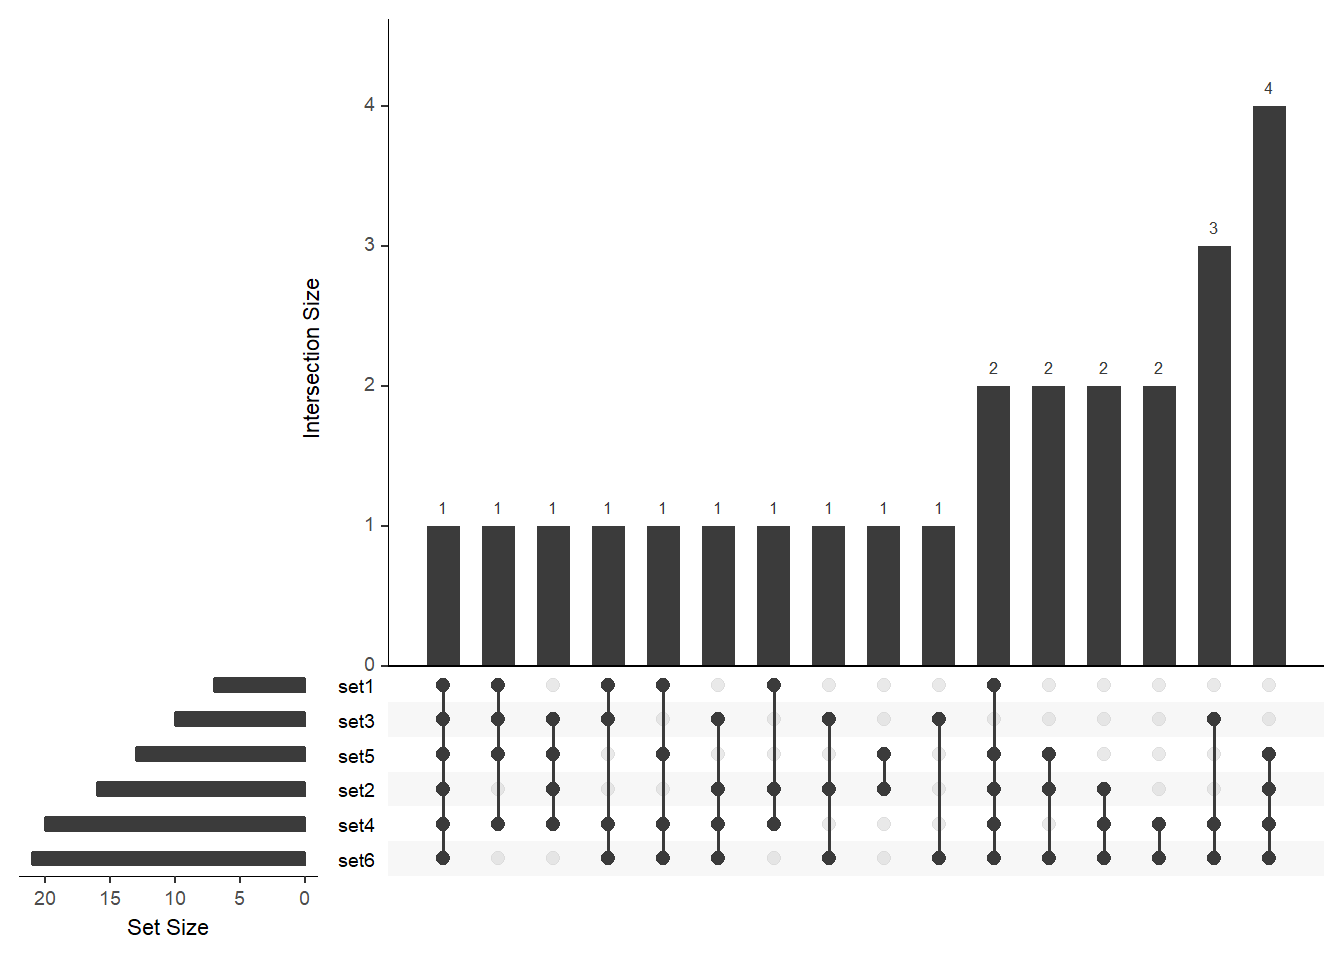 4
4
3
3
Intersection Size
2
2 2 2 2
1
1 1 1 1 1 1 1 1 1 1
0
set1
set3
set5
set2
set4
set6
20 15 10 5 0
Set Size